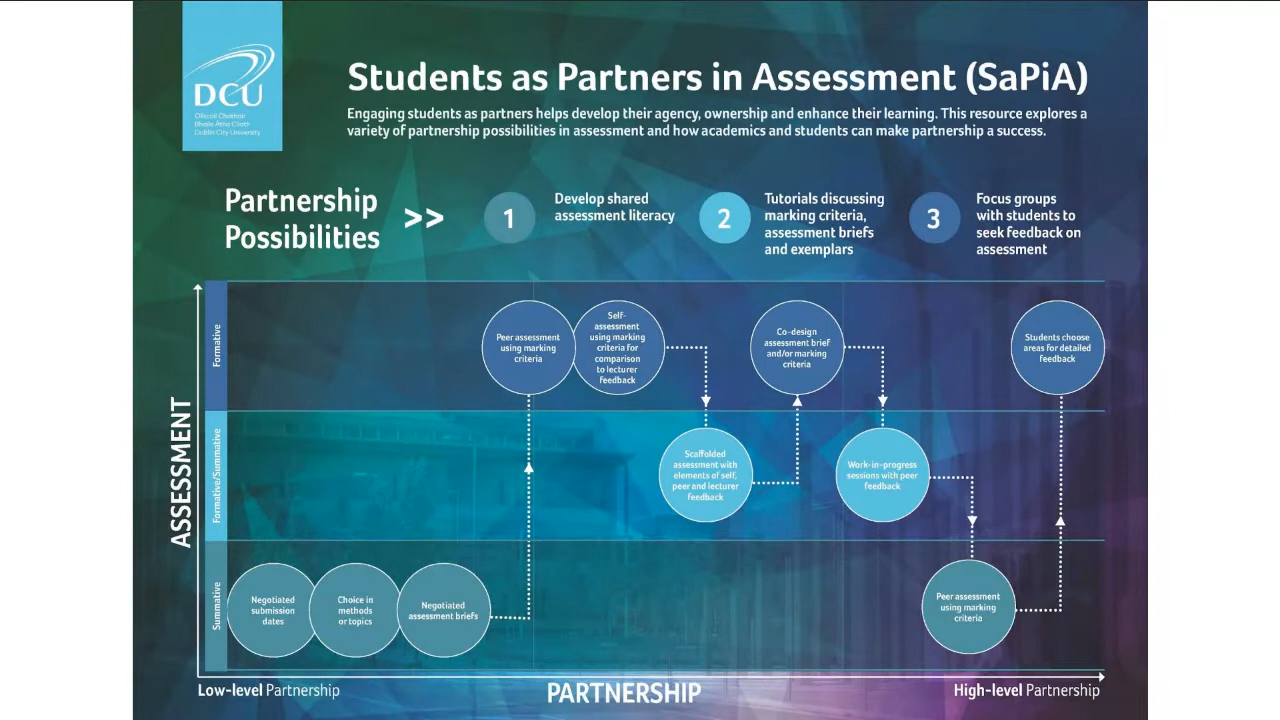 DCU
Ollscoil Chathair
Bhaile Átha Cliath
Dublin City University
Students as Partners in Assessment (SaPiA)
Engaging students as partners helps develop their agency, ownership and enhance their learning. This resource explores a
variety of partnership possibilities in assessment and how academics and students can make partnership a success.
Partnership
Possibilities
>>
1
Develop shared
assessment literacy
2
Tutorials discussing
marking criteria,
assessment briefs
and exemplars
3
Focus groups
with students to
seek feedback on
assessment
ASSESSMENT
Formative
Peer assessment
using marking
criteria
Self-
assessment
using marking
criteria for
comparison
to lecturer
feedback
Co-design
assessment brief
and/or marking
criteria
Students choose
areas for detailed
feedback
Formative/Summative
Scaffolded
assessment with
elements of self,
peer and lecturer
feedback
Work-in-progress
sessions with peer
feedback
Summative
Negotiated
submission
dates
Choice in
methods
or topics
Negotiated
assessment briefs
Peer assessment
using marking
criteria
Low-level Partnership
PARTNERSHIP
High-level Partnership